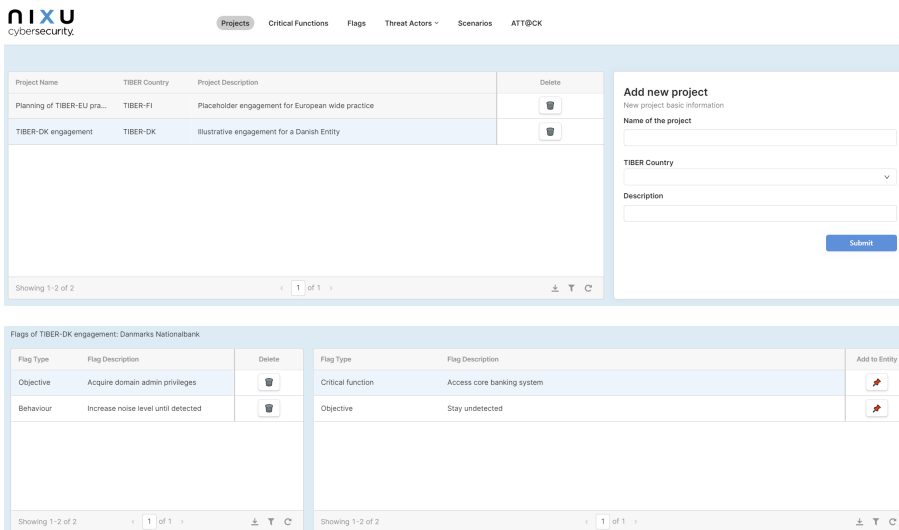 NIXU
cybersecurity.
Projects Critical Functions Flags Threat Actors Scenarios ATT@CK
Project Name TIBER Country Project Description Delete
Planning of TIBER-EU pra... TIBER-FI Placeholder engagement for European wide practice
TIBER-DK engagement TIBER-DK Illustrative engagement for a Danish Entity
Showing 1-2 of 2 < 1 of 1 >
Add new project
New project basic information
Name of the project
TIBER Country
Description
Submit
Flags of TIBER-DK engagement: Danmarks Nationalbank
Flag Type Flag Description Delete
Objective Acquire domain admin privileges
Behaviour Increase noise level until detected
Showing 1-2 of 2 < 1 of 1 >
Flag Type Flag Description Add to Entity
Critical function Access core banking system
Objective Stay undetected
Showing 1-2 of 2 < 1 of 1 >